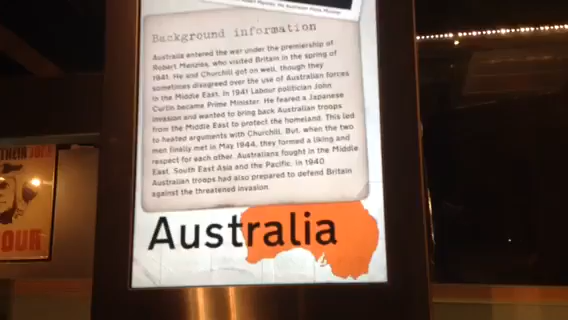 Background information
Australia entered the war under the premiership of
Robert Menzies, who visited Britain in the spring of
1941. He and Churchill got on well, though they
sometimes disagreed over the use of Australian forces
in the Middle East. In 1941 Labour politician John
Curtin became Prime Minister. He feared a Japanese
invasion and wanted to bring back Australian troops
from the Middle East to protect the homeland. This led
to heated arguments with Churchill. But, when the two
men finally met in May 1944, they formed a liking and
respect for each other. Australians fought in the Middle
East, South East Asia and the Pacific. In 1940
Australian troops had also prepared to defend Britain
against the threatened invasion.
Australia
THEIR
OUR